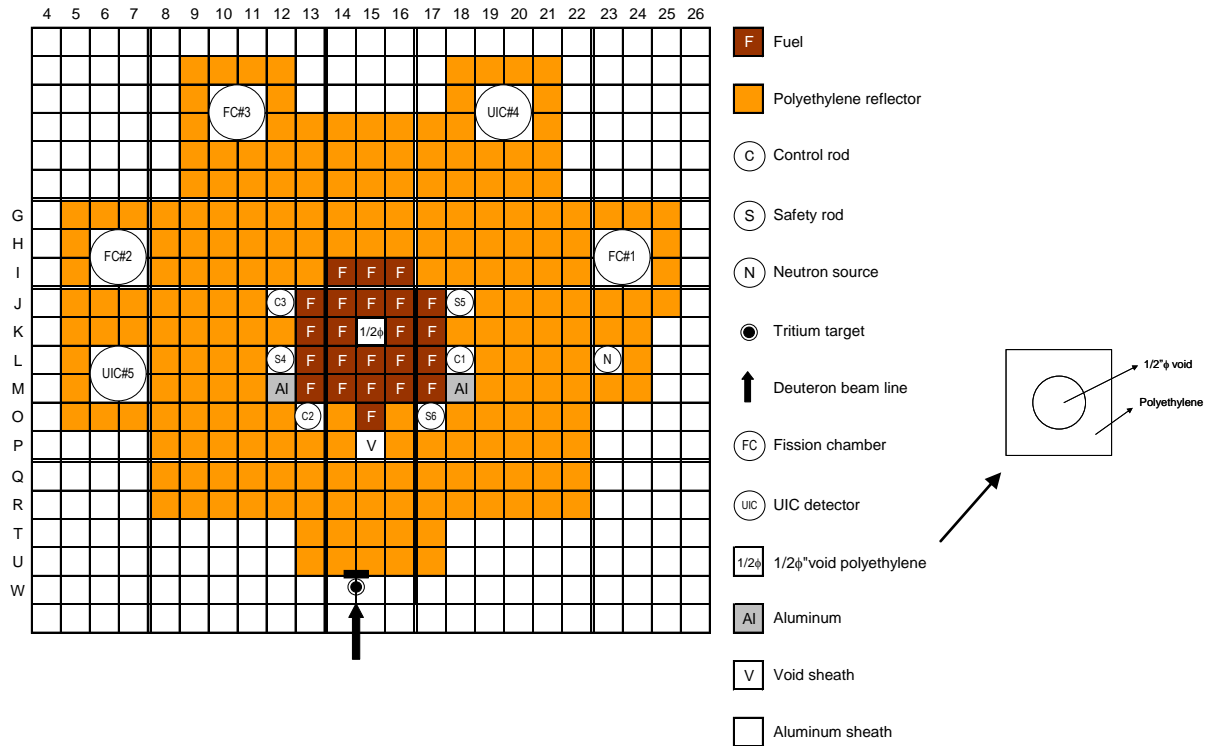 4 5 6 7 8 9 10 11 12 13 14 15 16 17 18 19 20 21 22 23 24 25 26
FC#3 UIC#4
G
H
FC#2 FC#1
I F F F
J C3 F F F F F S5
K F F 1/2ϕ F F
L S4 F F F F F C1 N
UIC#5
M Al F F F F F Al
O C2 F S6
P V
Q
R
T
U
W
F Fuel
Polyethylene reflector
C Control rod
S Safety rod
N Neutron source
Tritium target
Deuteron beam line
FC Fission chamber
UIC UIC detector
1/2ϕ 1/2ϕ"void polyethylene
Al Aluminum
V Void sheath
Aluminum sheath
1/2"ϕ void
Polyethylene